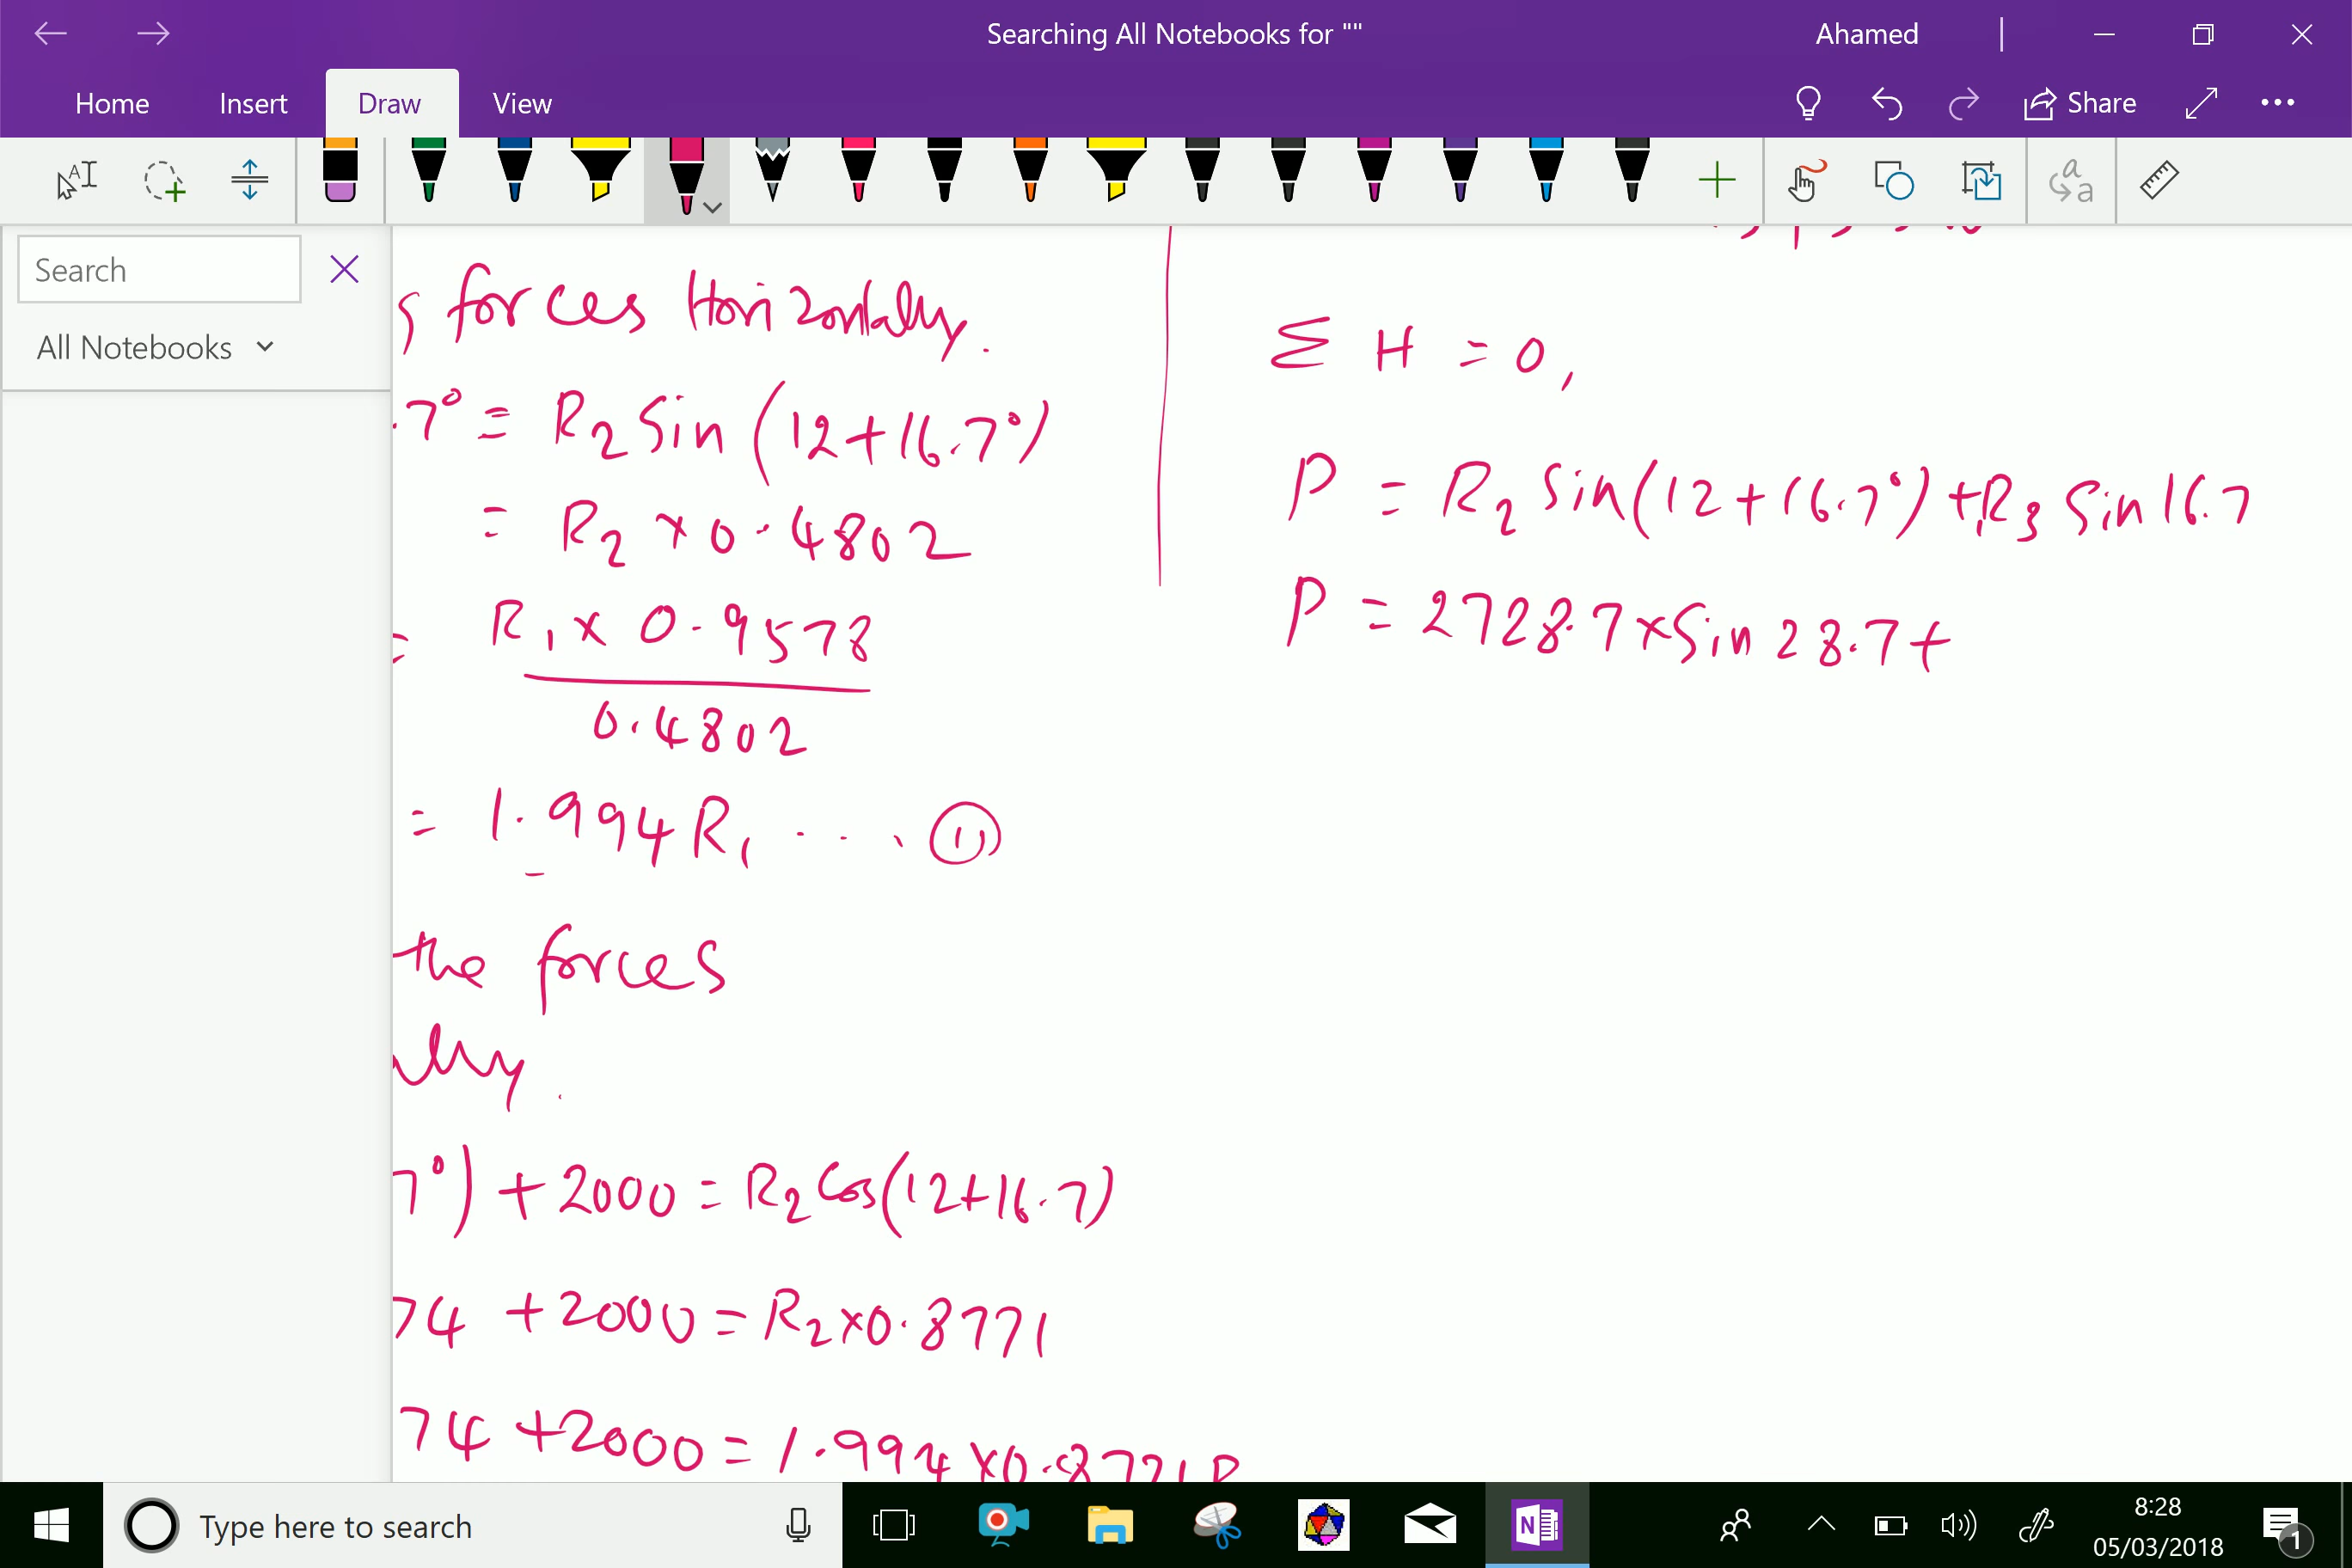 Searching All Notebooks for ""
Ahamed
Home Insert Draw View
Share
Search
All Notebooks
forces Horizontally.
.7° = R2 Sin (12+16.7°)
= R2 × 0.4802
= R1 × 0.9578
0.4802
= 1.994 R1 .... ①
the forces
7°) + 2000 = R2 Cos(12+16.7)
74 + 2000 = R2 × 0.8771
74 + 2000 = 1.994 × 0.8771 R
Σ H = 0,
P = R2 Sin(12+16.7°) + R3 Sin 16.7
P = 2728.7 × Sin 28.7 +
Type here to search
N
8:28
05/03/2018
1